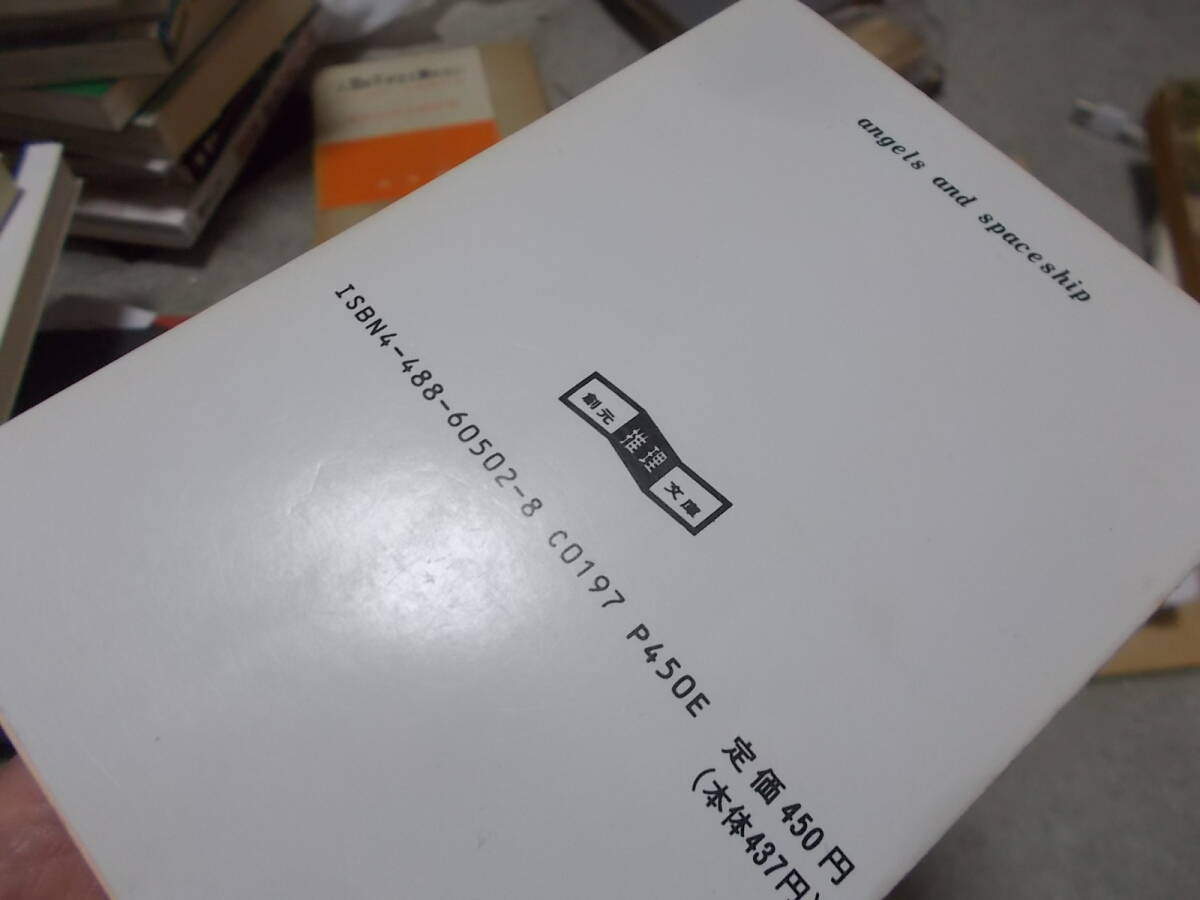 angels and spaceship
創元
推理
文庫
ISBN4-488-60502-8 C0197 P450E 定価450円
(本体437円)